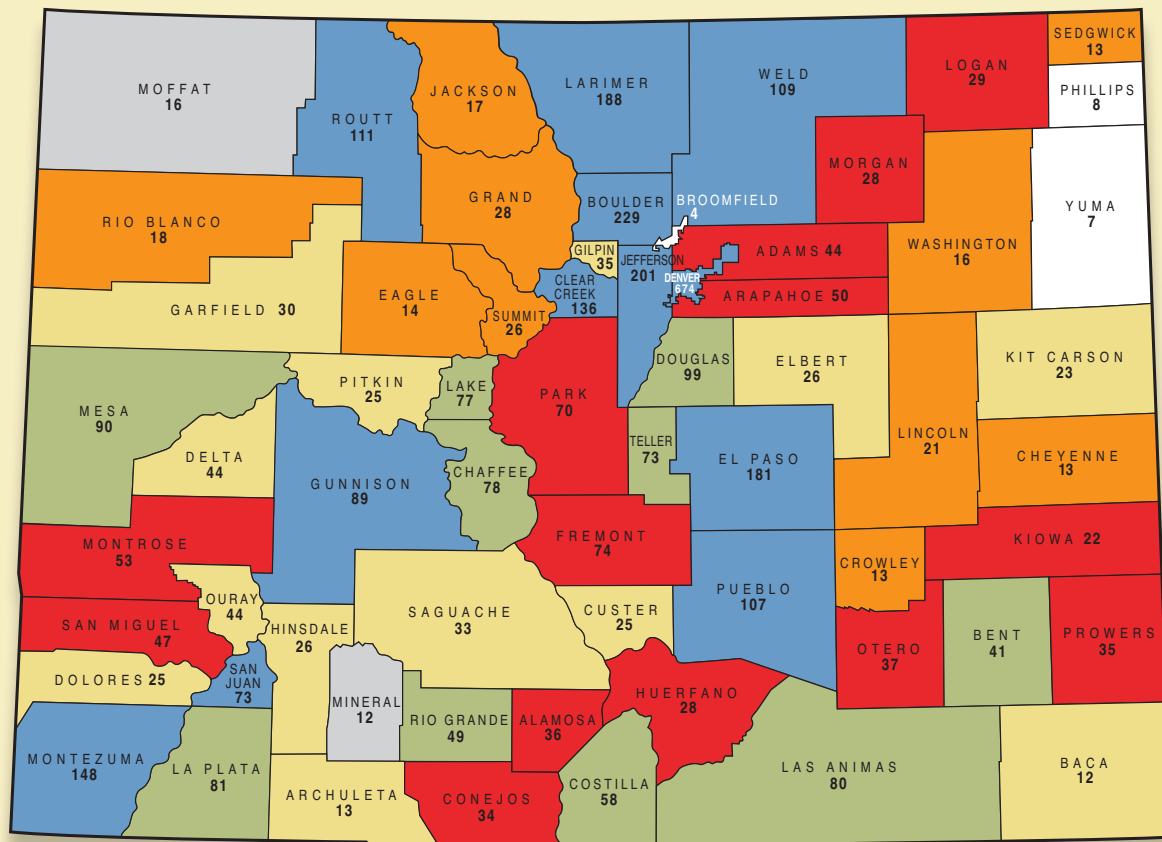 MOFFAT
16
ROUTT
111
JACKSON
17
LARIMER
188
WELD
109
LOGAN
29
SEDGWICK
13
PHILLIPS
8
MORGAN
28
YUMA
7
RIO BLANCO
18
GRAND
28
BOULDER
229
BROOMFIELD
4
WASHINGTON
16
GARFIELD 30
EAGLE
14
SUMMIT
26
GILPIN
35
CLEAR
CREEK
136
JEFFERSON
201
DENVER
674
ADAMS 44
ARAPAHOE 50
MESA
90
PITKIN
25
LAKE
77
PARK
70
DOUGLAS
99
ELBERT
26
KIT CARSON
23
DELTA
44
GUNNISON
89
CHAFFEE
78
TELLER
73
EL PASO
181
LINCOLN
21
CHEYENNE
13
MONTROSE
53
FREMONT
74
KIOWA 22
OURAY
44
HINSDALE
26
SAGUACHE
33
CUSTER
25
PUEBLO
107
CROWLEY
13
SAN MIGUEL
47
OTERO
37
BENT
41
PROWERS
35
DOLORES 25
SAN
JUAN
73
MINERAL
12
RIO GRANDE
49
ALAMOSA
36
HUERFANO
28
MONTEZUMA
148
LA PLATA
81
ARCHULETA
13
CONEJOS
34
COSTILLA
58
LAS ANIMAS
80
BACA
12